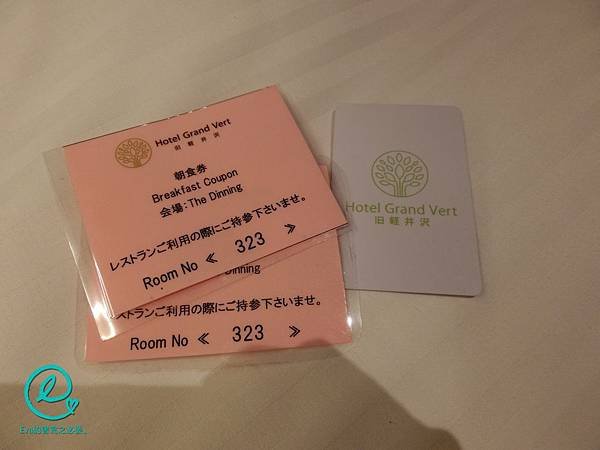 Hotel Grand Vert
旧軽井沢
朝食券
Breakfast Coupon
会場:The Dinning
レストランご利用の際にご持参下さいませ。
Room No 《 323 》
Dinning
ストランご利用の際にご持参下さいませ。
Room No 《 323 》
Hotel Grand Vert
旧軽井沢